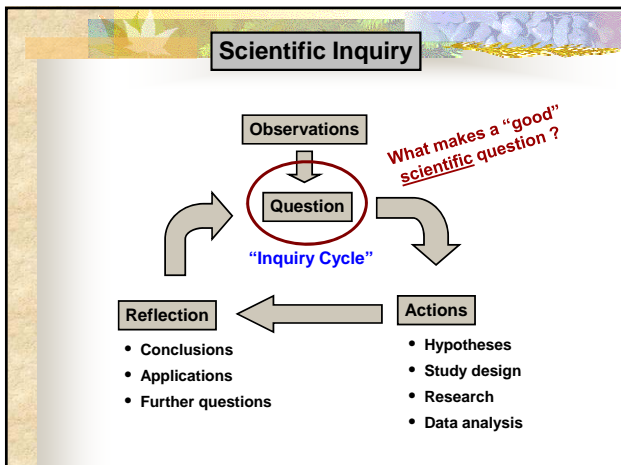 Scientific Inquiry
Observations
What makes a “good”
scientific question ?
Question
“Inquiry Cycle”
Reflection
• Conclusions
• Applications
• Further questions
Actions
• Hypotheses
• Study design
• Research
• Data analysis